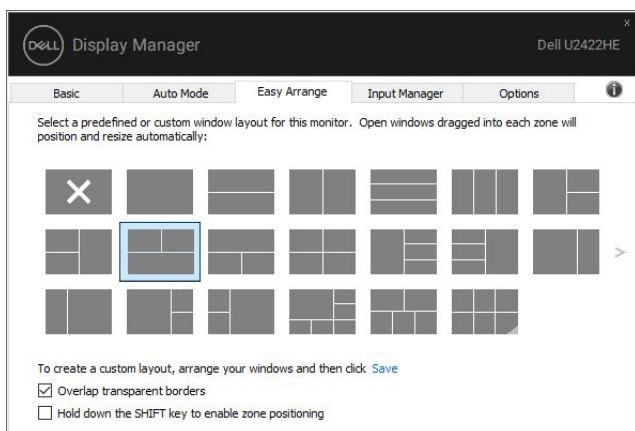 x
DELL Display Manager Dell U2422HE
Basic Auto Mode Easy Arrange Input Manager Options i
Select a predefined or custom window layout for this monitor. Open windows dragged into each zone will
position and resize automatically:
>
To create a custom layout, arrange your windows and then click Save
Overlap transparent borders
Hold down the SHIFT key to enable zone positioning